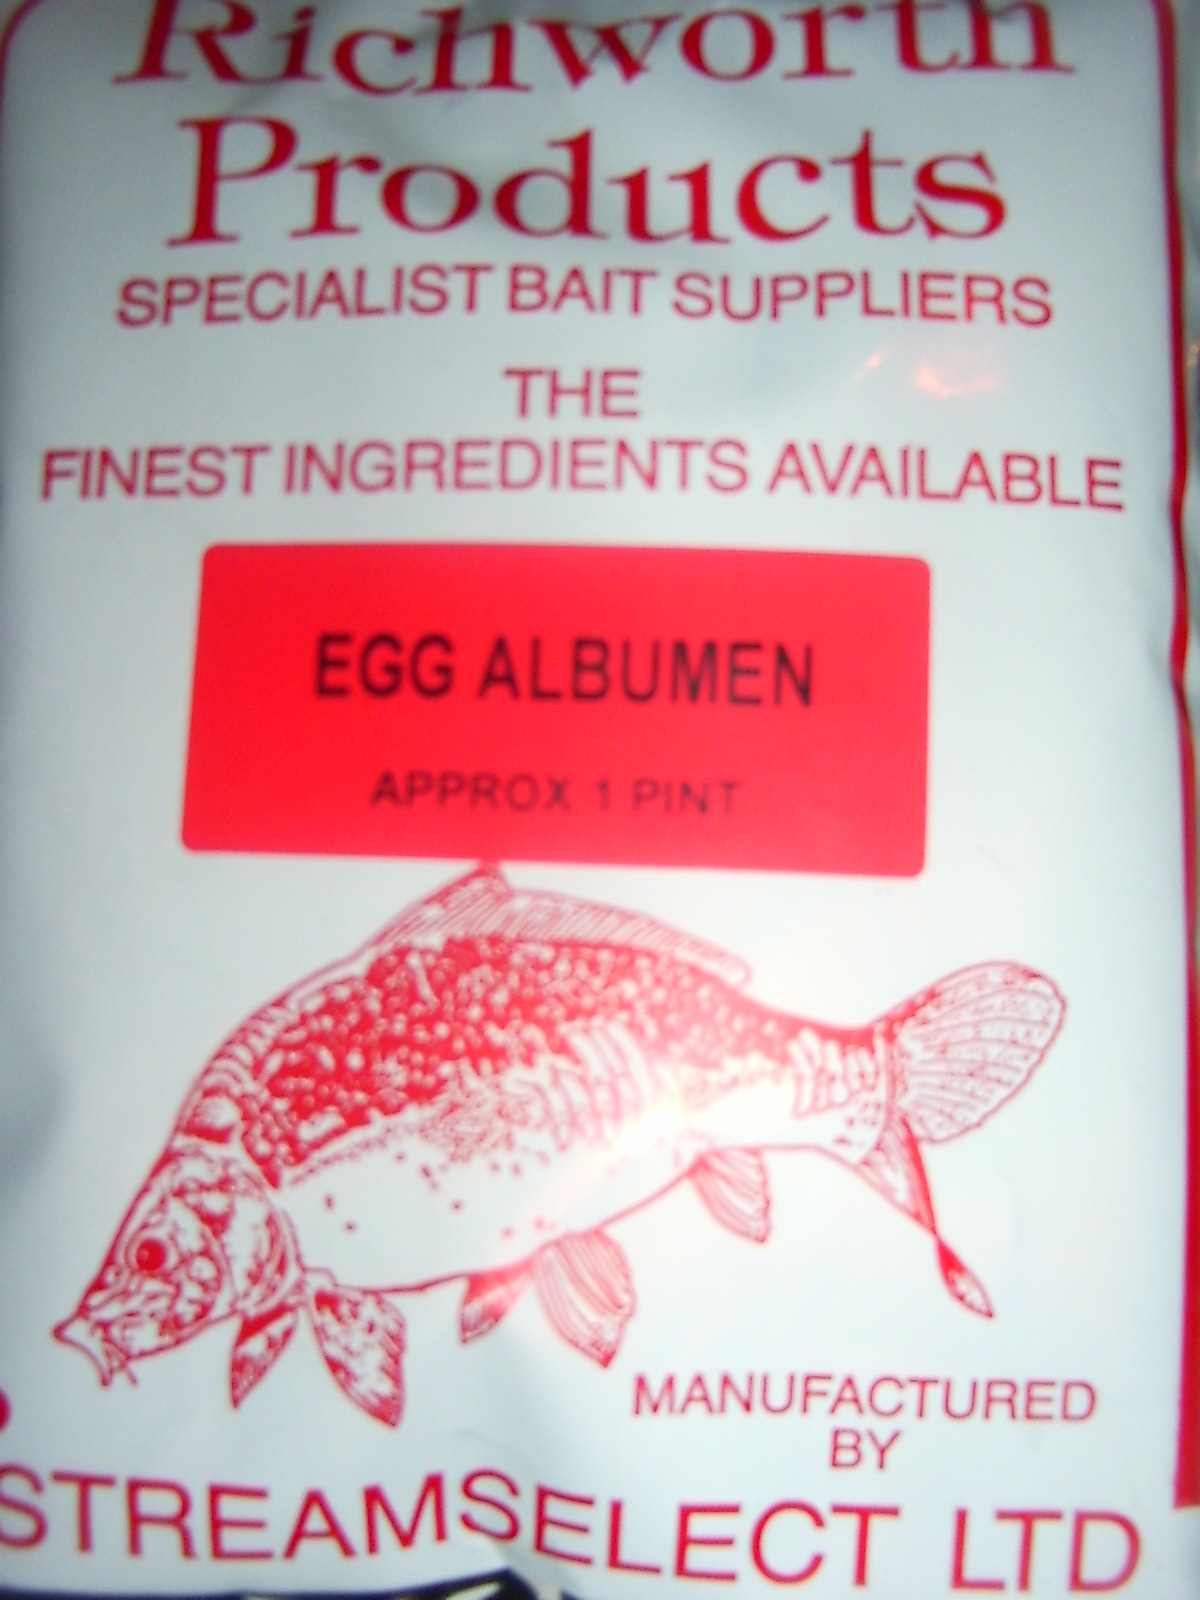 Richworth
Products
SPECIALIST BAIT SUPPLIERS
THE
FINEST INGREDIENTS AVAILABLE
EGG ALBUMEN
APPROX 1 PINT
MANUFACTURED
BY
STREAMSELECT LTD